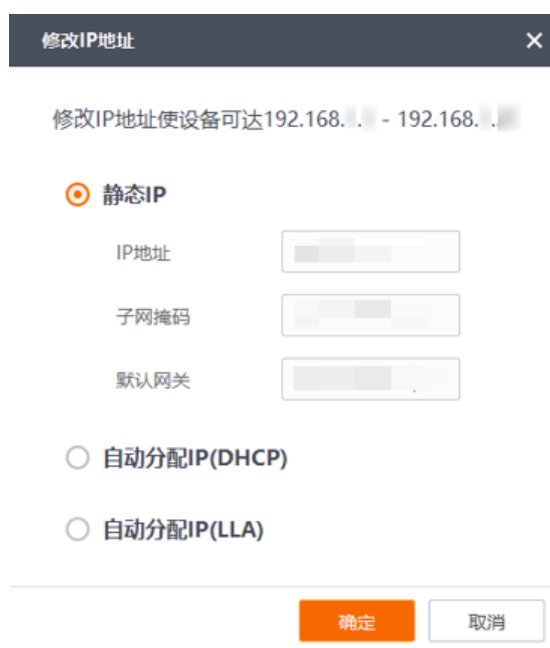 修改IP地址
修改IP地址使设备可达192.168. . - 192.168. .
静态IP
IP地址
子网掩码
默认网关
自动分配IP(DHCP)
自动分配IP(LLA)
确定
取消